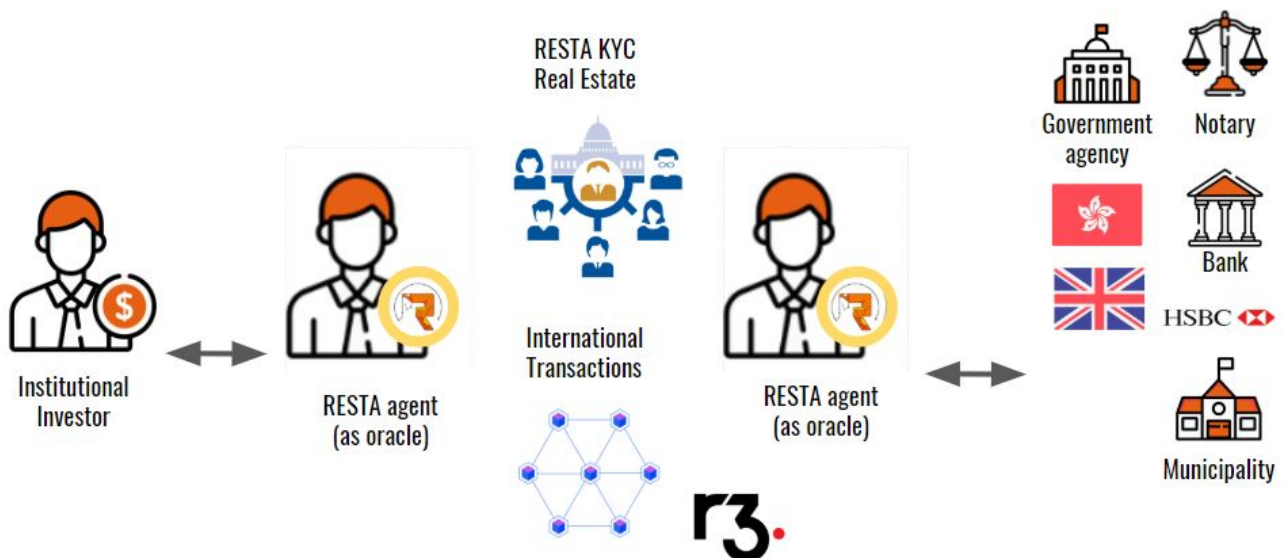 RESTA KYC
Real Estate
Government
agency
Notary
$
Bank
HSBC
Institutional
Investor
RESTA agent
(as oracle)
International
Transactions
RESTA agent
(as oracle)
Municipality
r3.